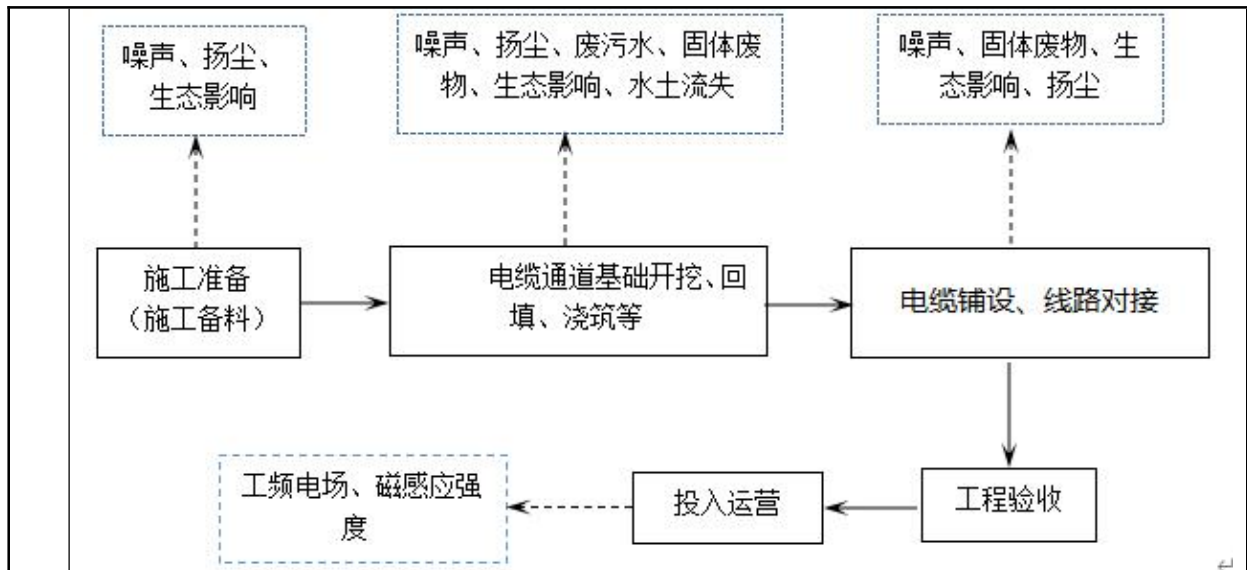 噪声、扬尘、
生态影响
噪声、扬尘、废污水、固体废
物、生态影响、水土流失
噪声、固体废物、生
态影响、扬尘
施工准备
（施工备料）
电缆通道基础开挖、回
填、浇筑等
电缆铺设、线路对接
工频电场、磁感应强
度
投入运营
工程验收